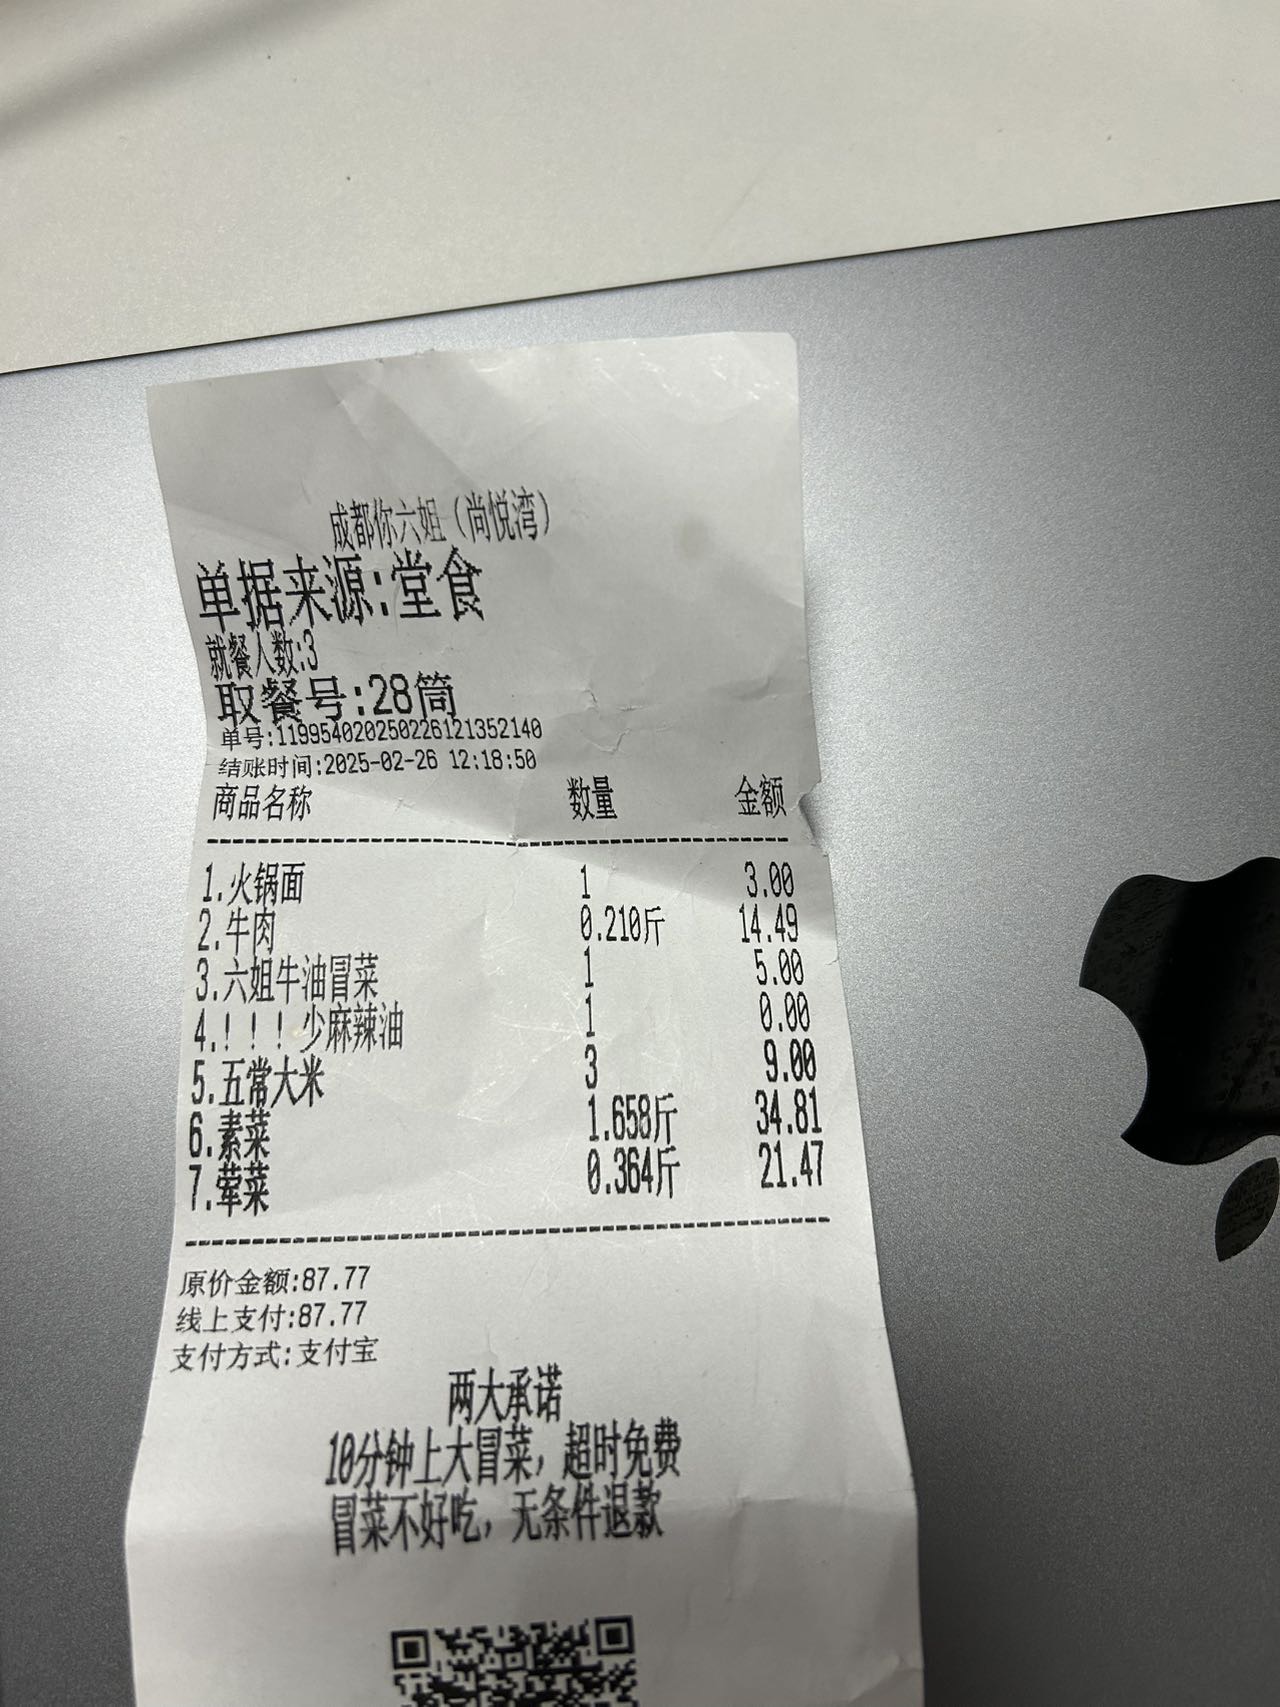 成都你六姐（尚悦湾）
单据来源:堂食
就餐人数:3
取餐号:28筒
单号:119954020250226121352140
结账时间:2025-02-26 12:18:50
商品名称 数量 金额
1.火锅面 1 3.00
2.牛肉 0.210斤 14.49
3.六姐牛油冒菜 1 5.00
4.！！！少麻辣油 1 0.00
5.五常大米 3 9.00
6.素菜 1.658斤 34.81
7.荤菜 0.364斤 21.47
原价金额:87.77
线上支付:87.77
支付方式:支付宝
两大承诺
10分钟上大冒菜，超时免费
冒菜不好吃，无条件退款